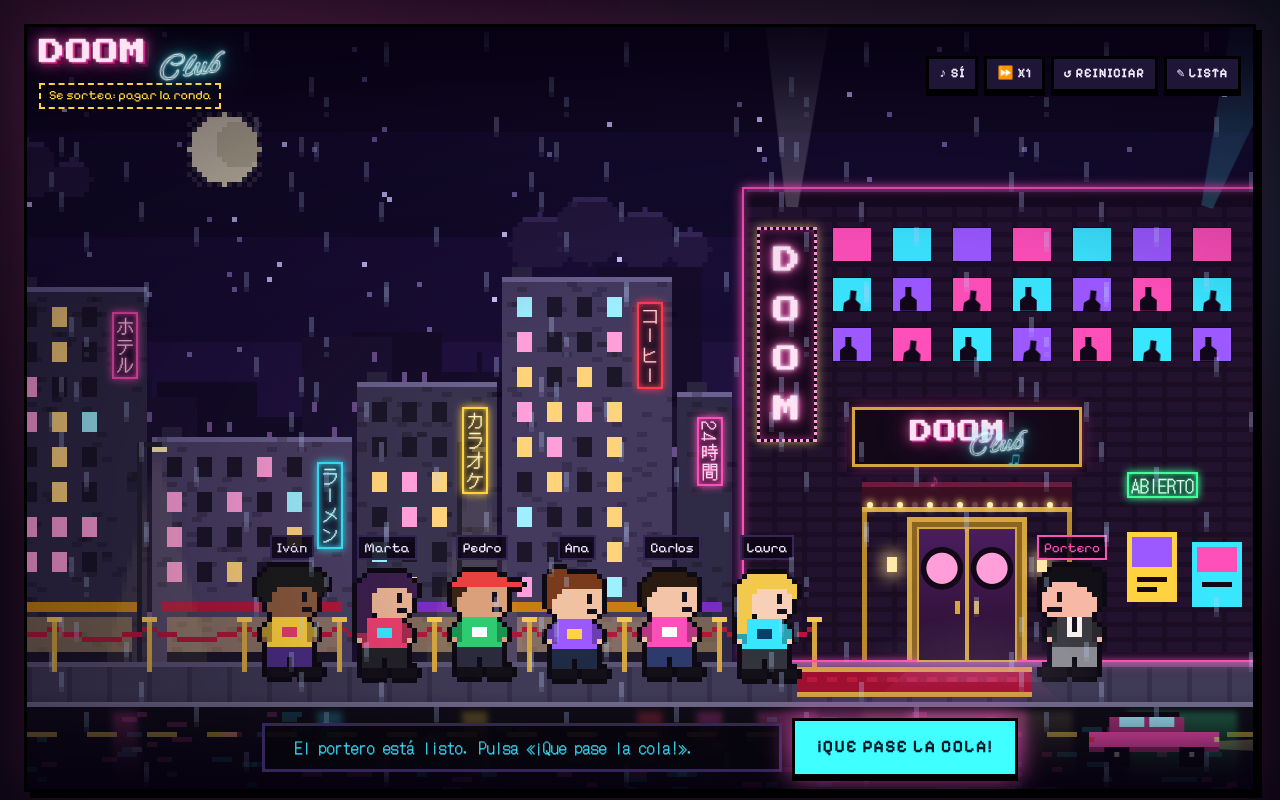 DOOM
Club
Se sortea: pagar la ronda
♪ SÍ
⏩ X1
↺ REINICIAR
✎ LISTA
ホテル
ラーメン
カラオケ
コーヒー
24時間
DOOM
DOOM
Club
ABIERTO
Iván
Marta
Pedro
Ana
Carlos
Laura
Portero
El portero está listo. Pulsa «¡Que pase la cola!».
¡QUE PASE LA COLA!